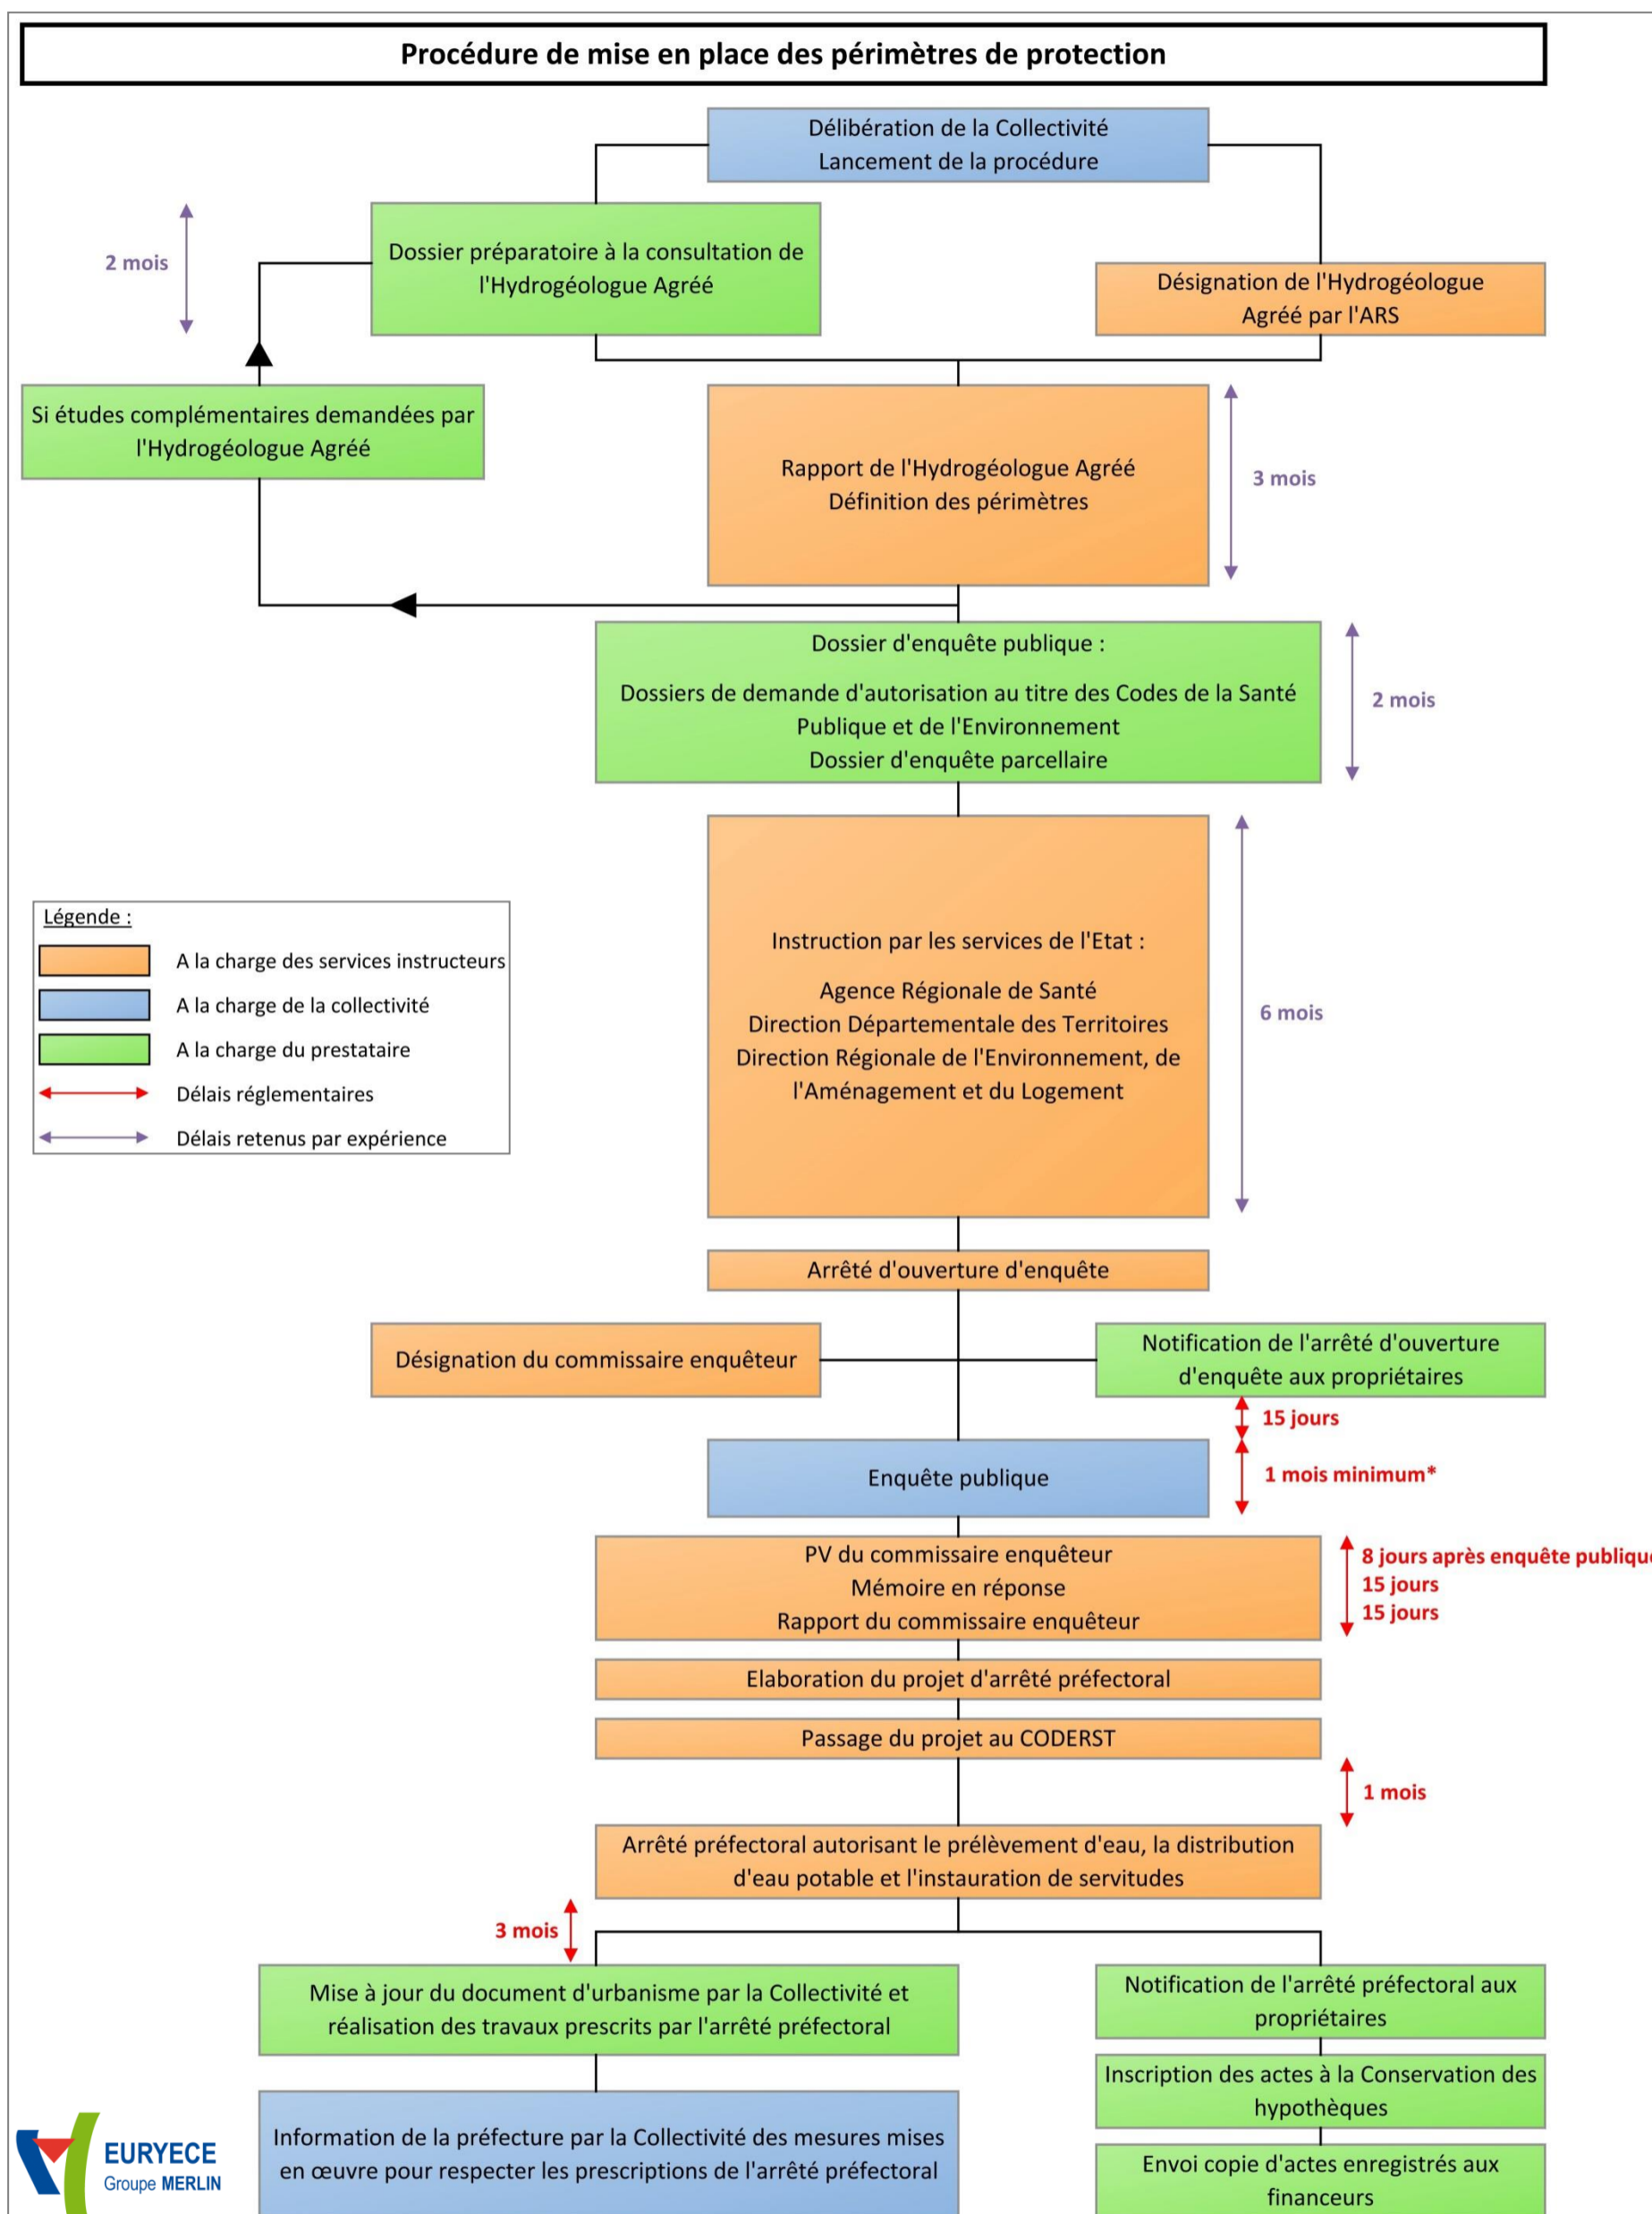 Procédure de mise en place des périmètres de protection
Délibération de la Collectivité
Lancement de la procédure
2 mois
Dossier préparatoire à la consultation de
l'Hydrogéologue Agréé
Désignation de l'Hydrogéologue
Agréé par l'ARS
Si études complémentaires demandées par
l'Hydrogéologue Agréé
Rapport de l'Hydrogéologue Agréé
Définition des périmètres
3 mois
Dossier d'enquête publique :
Dossiers de demande d'autorisation au titre des Codes de la Santé
Publique et de l'Environnement
Dossier d'enquête parcellaire
2 mois
Légende :
A la charge des services instructeurs
A la charge de la collectivité
A la charge du prestataire
Délais réglementaires
Délais retenus par expérience
Instruction par les services de l'Etat :
Agence Régionale de Santé
Direction Départementale des Territoires
Direction Régionale de l'Environnement, de
l'Aménagement et du Logement
6 mois
Arrêté d'ouverture d'enquête
Désignation du commissaire enquêteur
Notification de l'arrêté d'ouverture
d'enquête aux propriétaires
15 jours
Enquête publique
1 mois minimum*
PV du commissaire enquêteur
Mémoire en réponse
Rapport du commissaire enquêteur
8 jours après enquête publique
15 jours
15 jours
Elaboration du projet d'arrêté préfectoral
Passage du projet au CODERST
1 mois
Arrêté préfectoral autorisant le prélèvement d'eau, la distribution
d'eau potable et l'instauration de servitudes
3 mois
Mise à jour du document d'urbanisme par la Collectivité et
réalisation des travaux prescrits par l'arrêté préfectoral
Notification de l'arrêté préfectoral aux
propriétaires
Inscription des actes à la Conservation des
hypothèques
Information de la préfecture par la Collectivité des mesures mises
en œuvre pour respecter les prescriptions de l'arrêté préfectoral
Envoi copie d'actes enregistrés aux
financeurs
EURYECE
Groupe MERLIN